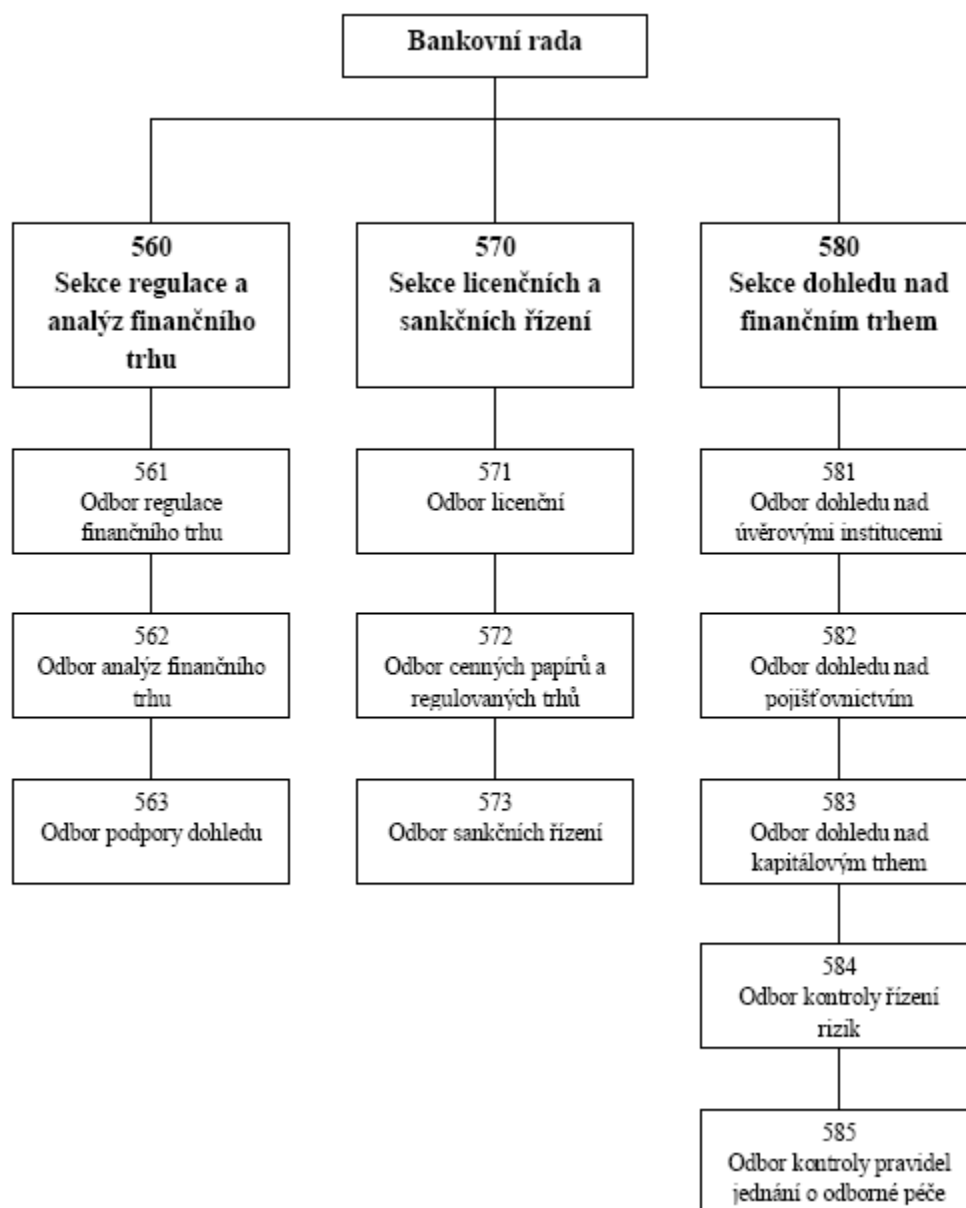 Bankovní rada
560
Sekce regulace a
analýz finančního
trhu
561
Odbor regulace
finančního trhu
562
Odbor analýz finančního
trhu
563
Odbor podpory dohledu
570
Sekce licenčních a
sankčních řízení
571
Odbor licenční
572
Odbor cenných papírů a
regulovaných trhů
573
Odbor sankčních řízení
580
Sekce dohledu nad
finančním trhem
581
Odbor dohledu nad
úvěrovými institucemi
582
Odbor dohledu nad
pojišťovnictvím
583
Odbor dohledu nad
kapitálovým trhem
584
Odbor kontroly řízení
rizik
585
Odbor kontroly pravidel
jednání o odborné péče